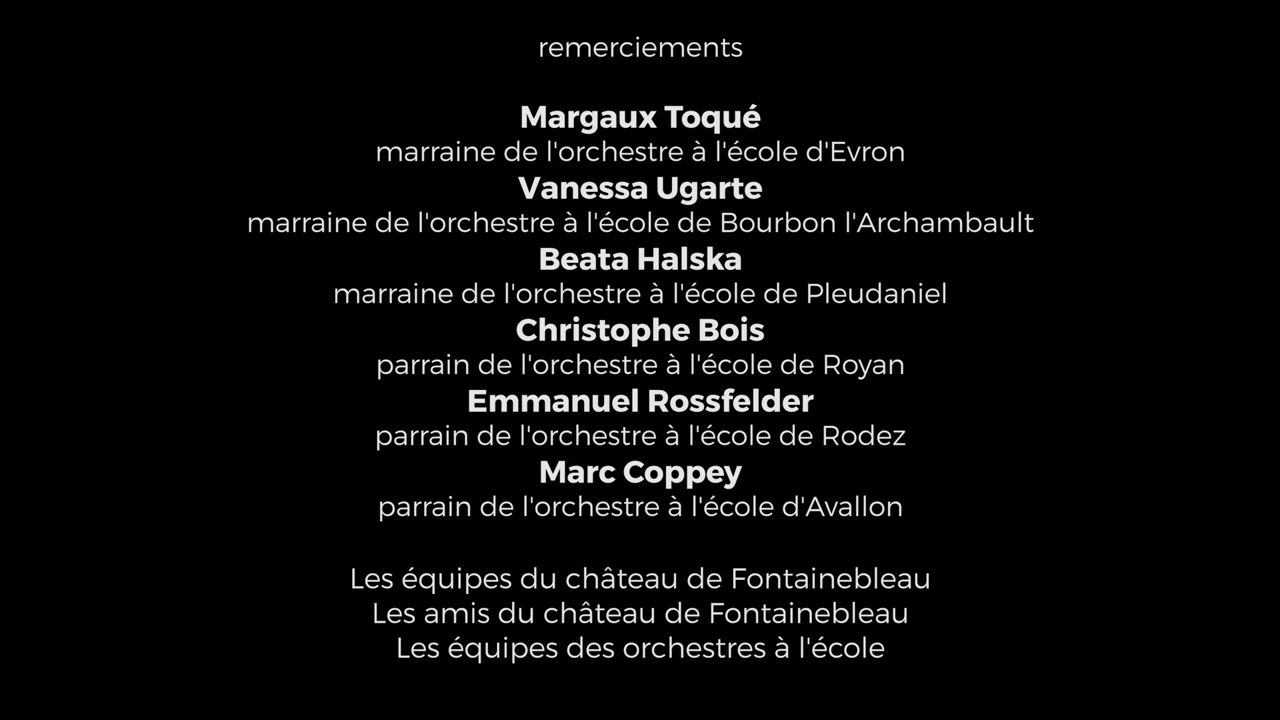 remerciements
Margaux Toqué
marraine de l'orchestre à l'école d'Evron
Vanessa Ugarte
marraine de l'orchestre à l'école de Bourbon l'Archambault
Beata Halska
marraine de l'orchestre à l'école de Pleudaniel
Christophe Bois
parrain de l'orchestre à l'école de Royan
Emmanuel Rossfelder
parrain de l'orchestre à l'école de Rodez
Marc Coppey
parrain de l'orchestre à l'école d'Avallon
Les équipes du château de Fontainebleau
Les amis du château de Fontainebleau
Les équipes des orchestres à l'école